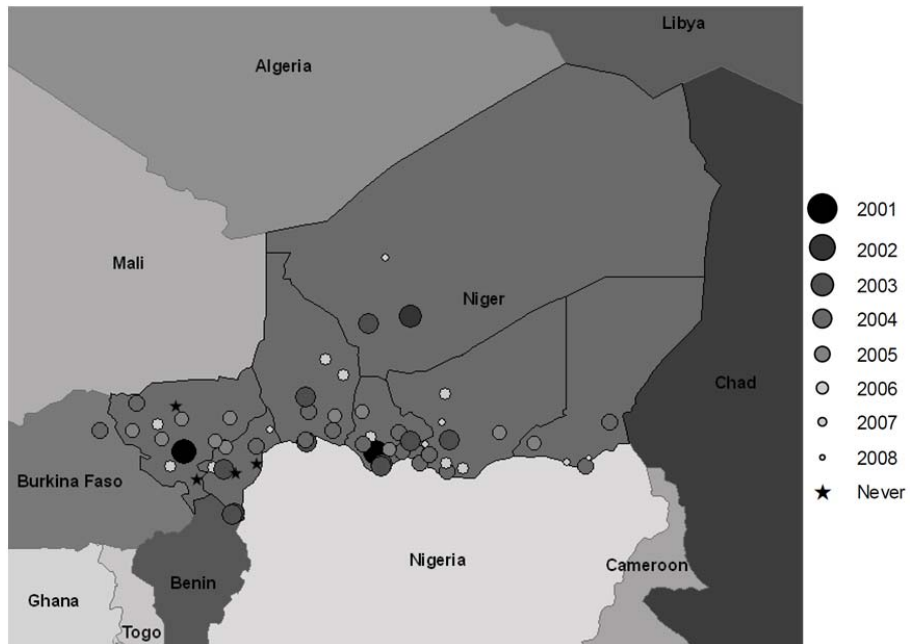 Libya
Algeria
Mali
Niger
Chad
Burkina Faso
Nigeria
Cameroon
Benin
Ghana
Togo
2001
2002
2003
2004
2005
2006
2007
2008
Never